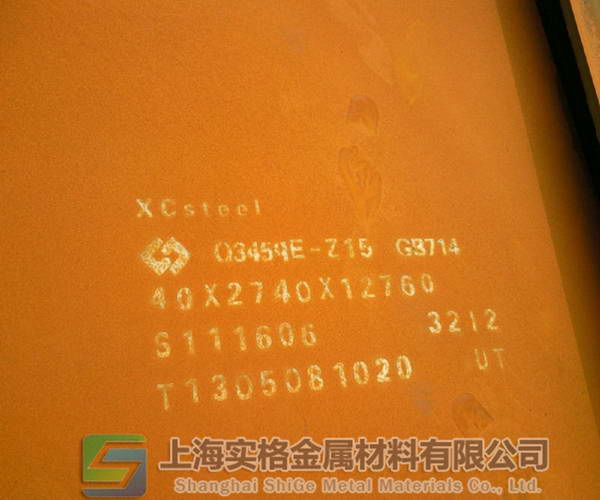 XCsteel
Q345qE-Z15 GB714
40X2740X12760
S111606 3212
T1305081020 UT
上海实格金属材料有限公司
Shanghai ShiGe Metal Materials Co., Ltd.